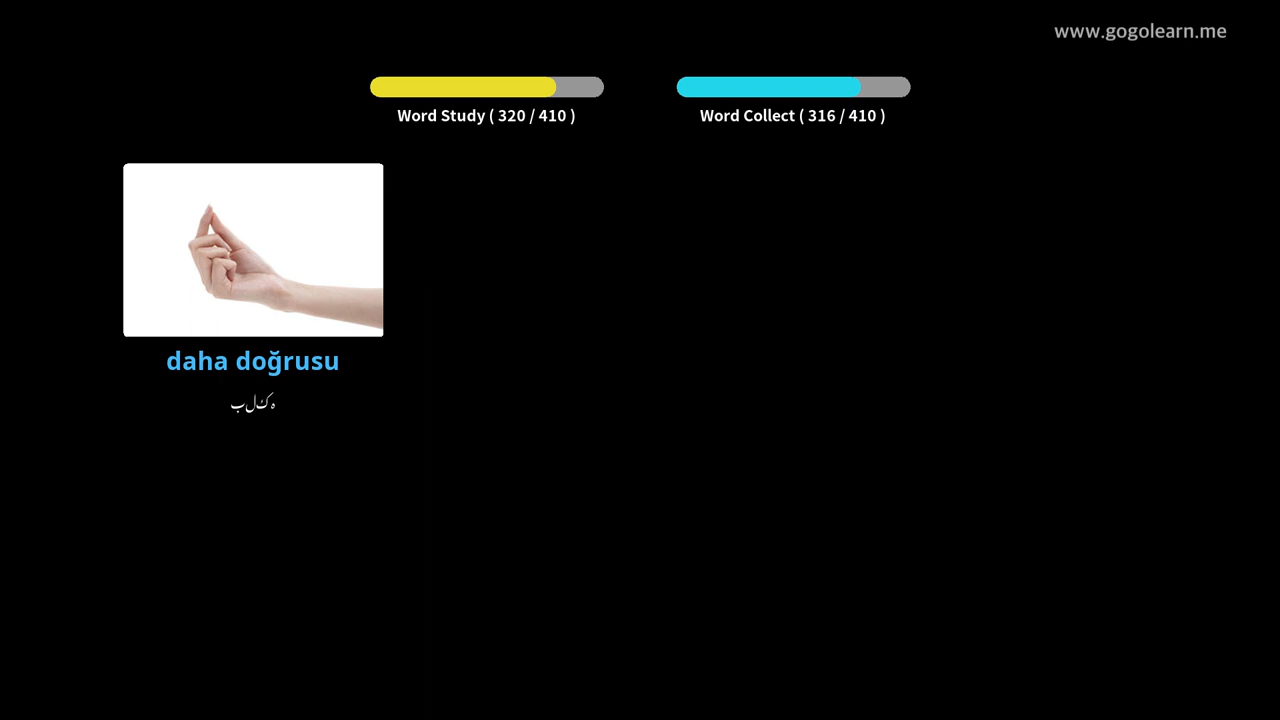 www.gogolearn.me
Word Study ( 320 / 410 )
Word Collect ( 316 / 410 )
daha doğrusu
بلکہ